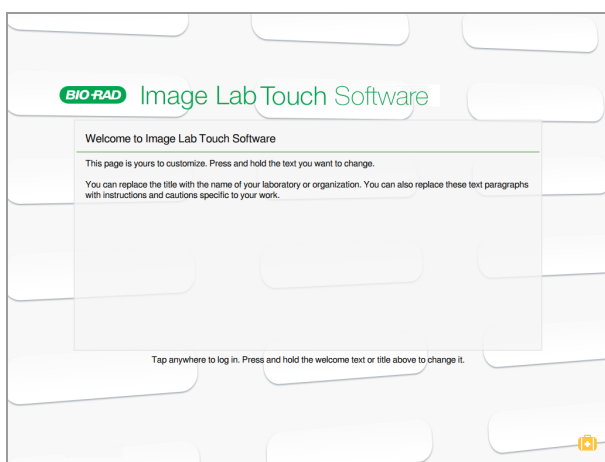 BIO-RAD Image Lab Touch Software
Welcome to Image Lab Touch Software
This page is yours to customize. Press and hold the text you want to change.
You can replace the title with the name of your laboratory or organization. You can also replace these text paragraphs
with instructions and cautions specific to your work.
Tap anywhere to log in. Press and hold the welcome text or title above to change it.